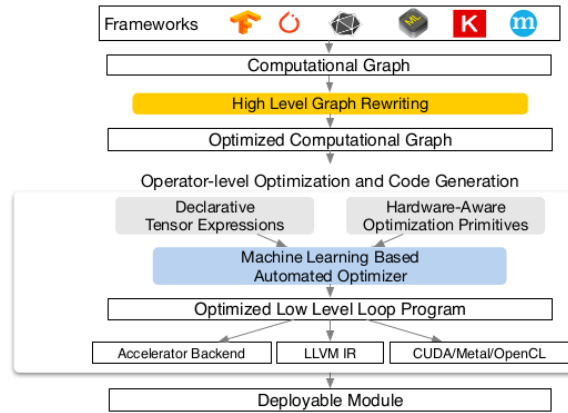 Frameworks
ML
K
m
Computational Graph
High Level Graph Rewriting
Optimized Computational Graph
Operator-level Optimization and Code Generation
Declarative
Tensor Expressions
Hardware-Aware
Optimization Primitives
Machine Learning Based
Automated Optimizer
Optimized Low Level Loop Program
Accelerator Backend
LLVM IR
CUDA/Metal/OpenCL
Deployable Module